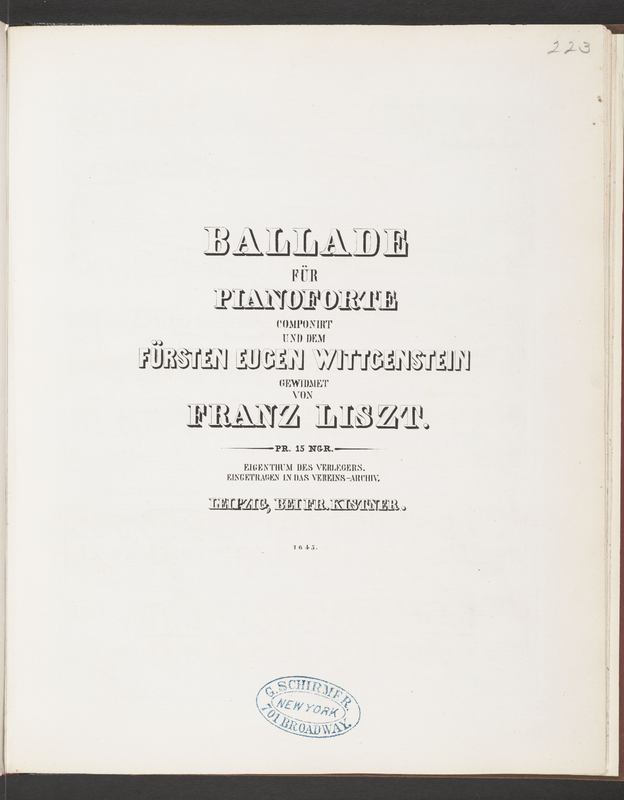 223
BALLADE
FÜR
PIANOFORTE
COMPONIRT
UND DEM
FÜRSTEN EUGEN WITTGENSTEIN
GEWIDMET
VON
FRANZ LISZT.
PR. 15 NGR.
EIGENTHUM DES VERLEGERS.
EINGETRAGEN IN DAS VEREINS-ARCHIV.
LEIPZIG, BEI FR. KISTNER.
1645.
G. SCHIRMER.
NEW YORK
701 BROADWAY.